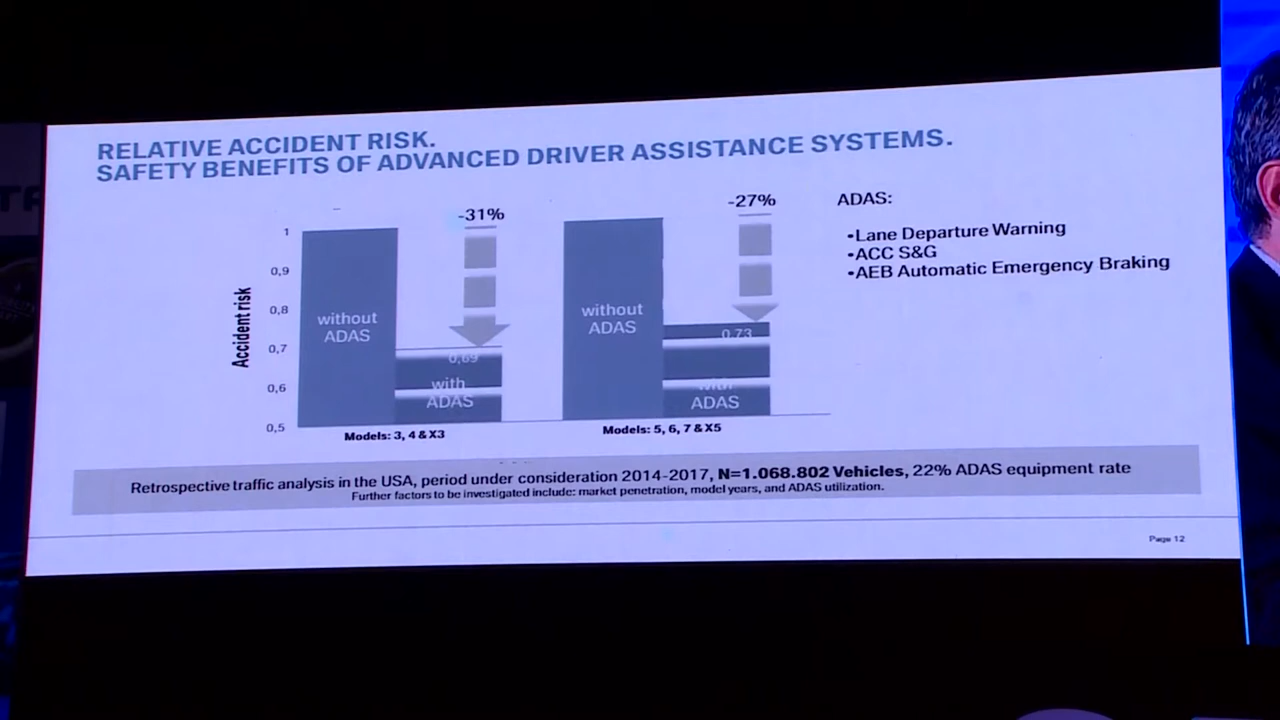 RELATIVE ACCIDENT RISK.
SAFETY BENEFITS OF ADVANCED DRIVER ASSISTANCE SYSTEMS.
-31%
-27%
ADAS:
•Lane Departure Warning
•ACC S&G
•AEB Automatic Emergency Braking
Accident risk
1
0,9
0,8
0,7
0,6
0,5
without
ADAS
0,69
with
ADAS
without
ADAS
0,73
with
ADAS
Models: 3, 4 & X3
Models: 5, 6, 7 & X5
Retrospective traffic analysis in the USA, period under consideration 2014-2017, N=1.068.802 Vehicles, 22% ADAS equipment rate
Further factors to be investigated include: market penetration, model years, and ADAS utilization.
Page 12